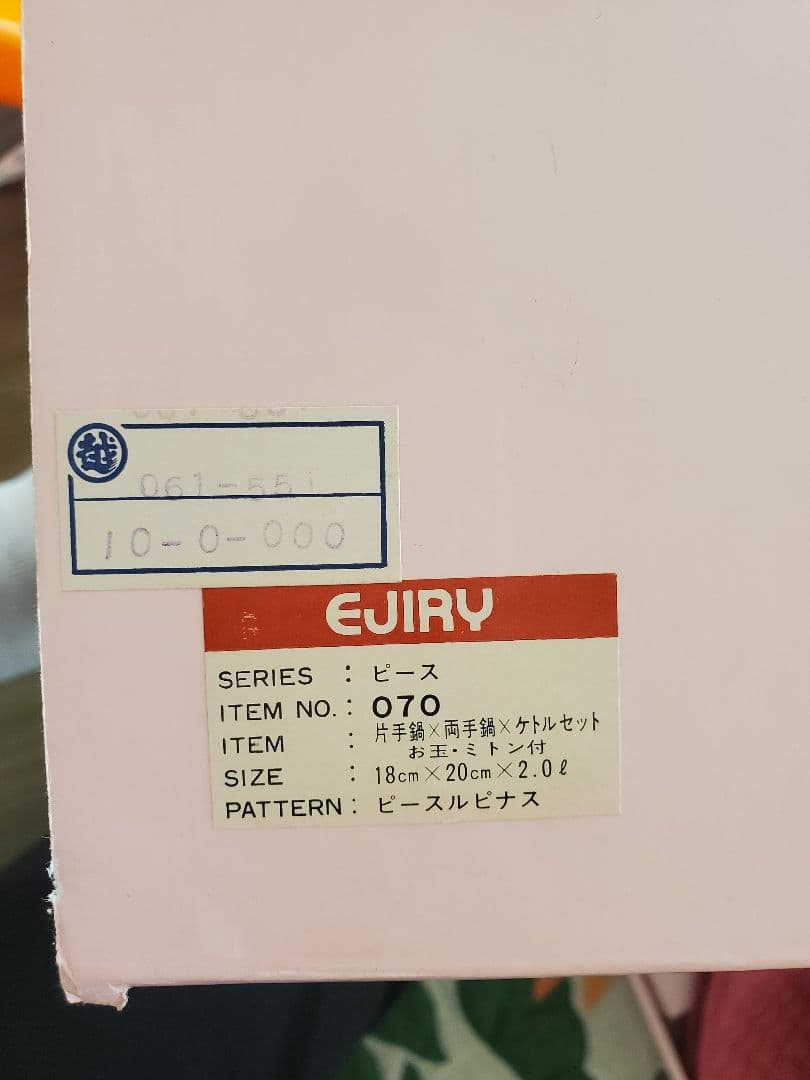 越
061-551
10-0-000
EJIRY
SERIES : ピース
ITEM NO. : 070
ITEM : 片手鍋×両手鍋×ケトルセット
お玉・ミトン付
SIZE : 18cm×20cm×2.0ℓ
PATTERN : ピースルピナス